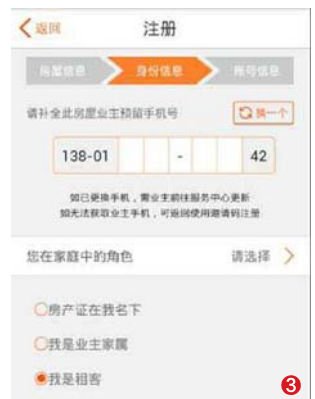 返回 注册
房屋信息 身份信息 账号信息
请补全此房屋业主预留手机号 换一个
138-01 - 42
如已更换手机，需业主前往服务中心更新
如无法获取业主手机，可返回使用邀请码注册
您在家庭中的角色 请选择
房产证在我名下
我是业主家属
我是租客
3